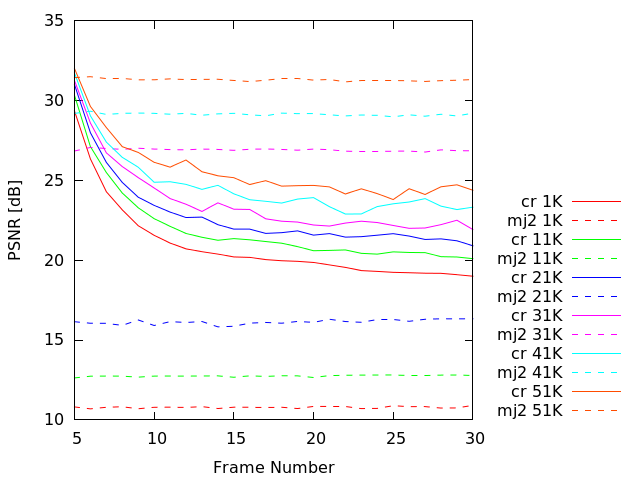 35
30
25
20
15
10
PSNR [dB]
5
10
15
20
25
30
Frame Number
cr 1K
mj2 1K
cr 11K
mj2 11K
cr 21K
mj2 21K
cr 31K
mj2 31K
cr 41K
mj2 41K
cr 51K
mj2 51K